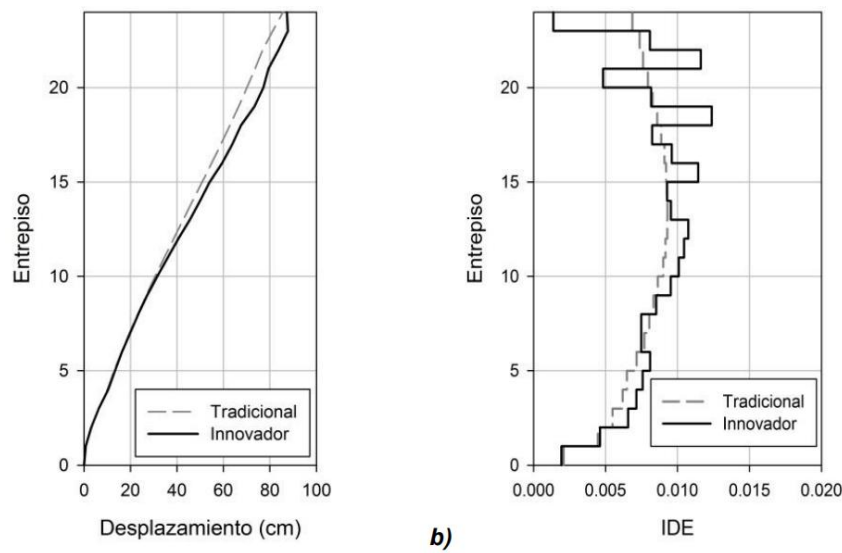 20
15
10
5
0
Entrepiso
Tradicional
Innovador
0 20 40 60 80 100
Desplazamiento (cm)
20
15
10
5
0
Entrepiso
Tradicional
Innovador
0.000 0.005 0.010 0.015 0.020
IDE
b)